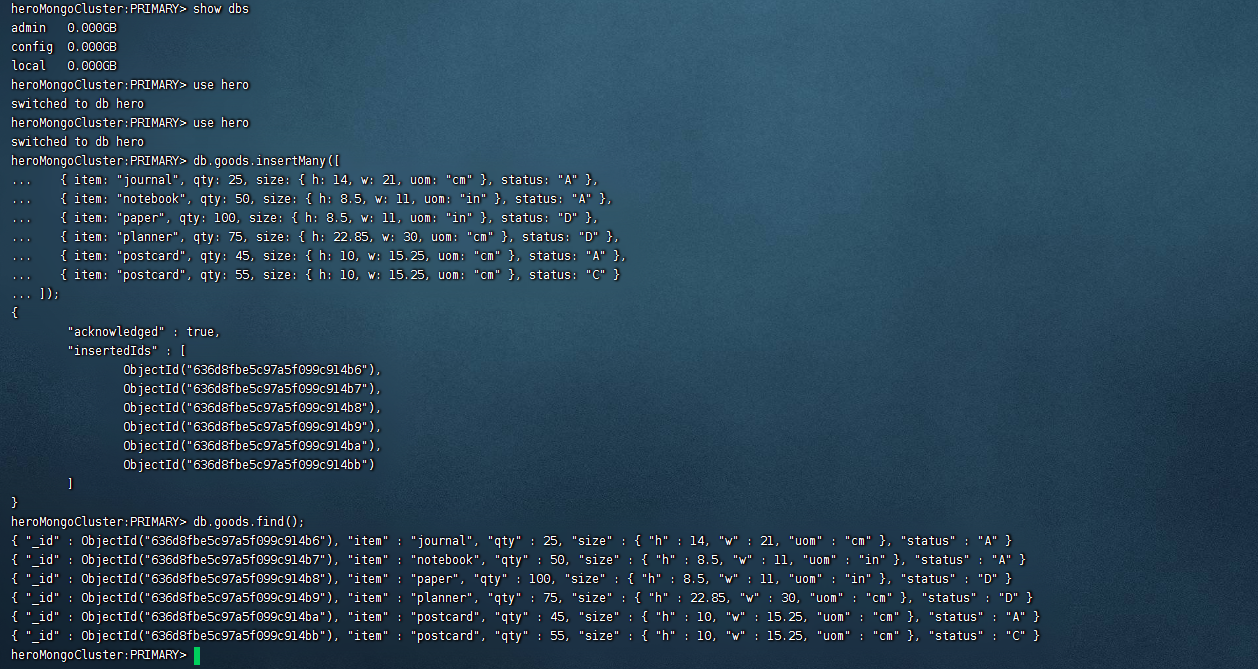 heroMongoCluster:PRIMARY> show dbs
admin   0.000GB
config  0.000GB
local   0.000GB
heroMongoCluster:PRIMARY> use hero
switched to db hero
heroMongoCluster:PRIMARY> use hero
switched to db hero
heroMongoCluster:PRIMARY> db.goods.insertMany([
...    { item: "journal", qty: 25, size: { h: 14, w: 21, uom: "cm" }, status: "A" },
...    { item: "notebook", qty: 50, size: { h: 8.5, w: 11, uom: "in" }, status: "A" },
...    { item: "paper", qty: 100, size: { h: 8.5, w: 11, uom: "in" }, status: "D" },
...    { item: "planner", qty: 75, size: { h: 22.85, w: 30, uom: "cm" }, status: "D" },
...    { item: "postcard", qty: 45, size: { h: 10, w: 15.25, uom: "cm" }, status: "A" },
...    { item: "postcard", qty: 55, size: { h: 10, w: 15.25, uom: "cm" }, status: "C" }
... ]);
{
        "acknowledged" : true,
        "insertedIds" : [
                ObjectId("636d8fbe5c97a5f099c914b6"),
                ObjectId("636d8fbe5c97a5f099c914b7"),
                ObjectId("636d8fbe5c97a5f099c914b8"),
                ObjectId("636d8fbe5c97a5f099c914b9"),
                ObjectId("636d8fbe5c97a5f099c914ba"),
                ObjectId("636d8fbe5c97a5f099c914bb")
        ]
}
heroMongoCluster:PRIMARY> db.goods.find();
{ "_id" : ObjectId("636d8fbe5c97a5f099c914b6"), "item" : "journal", "qty" : 25, "size" : { "h" : 14, "w" : 21, "uom" : "cm" }, "status" : "A" }
{ "_id" : ObjectId("636d8fbe5c97a5f099c914b7"), "item" : "notebook", "qty" : 50, "size" : { "h" : 8.5, "w" : 11, "uom" : "in" }, "status" : "A" }
{ "_id" : ObjectId("636d8fbe5c97a5f099c914b8"), "item" : "paper", "qty" : 100, "size" : { "h" : 8.5, "w" : 11, "uom" : "in" }, "status" : "D" }
{ "_id" : ObjectId("636d8fbe5c97a5f099c914b9"), "item" : "planner", "qty" : 75, "size" : { "h" : 22.85, "w" : 30, "uom" : "cm" }, "status" : "D" }
{ "_id" : ObjectId("636d8fbe5c97a5f099c914ba"), "item" : "postcard", "qty" : 45, "size" : { "h" : 10, "w" : 15.25, "uom" : "cm" }, "status" : "A" }
{ "_id" : ObjectId("636d8fbe5c97a5f099c914bb"), "item" : "postcard", "qty" : 55, "size" : { "h" : 10, "w" : 15.25, "uom" : "cm" }, "status" : "C" }
heroMongoCluster:PRIMARY>